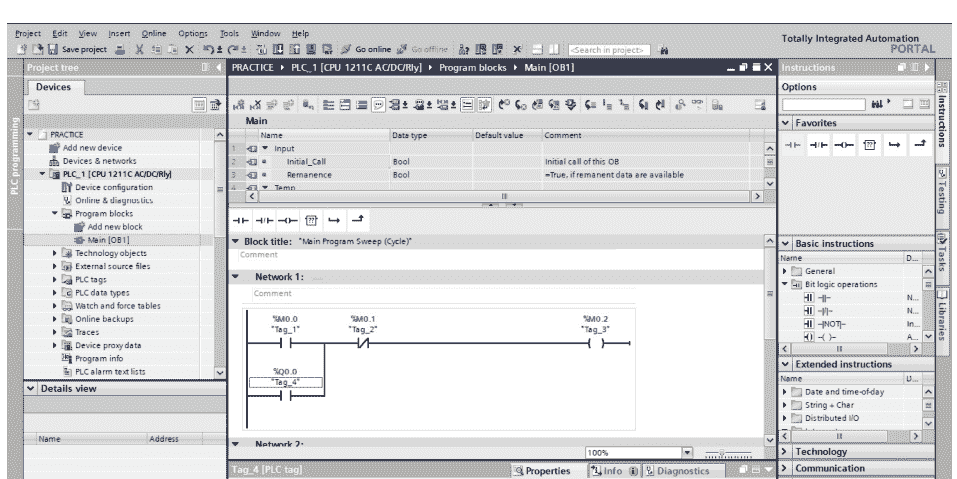 Project Edit View Insert Online Options Tools Window Help
Totally Integrated Automation
PORTAL
Save project Go online Go offline <Search in project>
Project tree
PRACTICE PLC_1 [CPU 1211C AC/DC/Rly] Program blocks Main [OB1]
Instructions
Devices
Options
PLC programming
Main
Name Data type Default value Comment
1 Input
2 Initial_Call Bool Initial call of this OB
3 Remanence Bool =True, if remanent data are available
4 Temp
PRACTICE
Add new device
Devices & networks
PLC_1 [CPU 1211C AC/DC/Rly]
Device configuration
Online & diagnostics
Program blocks
Add new block
Main [OB1]
Technology objects
External source files
PLC tags
PLC data types
Watch and force tables
Online backups
Traces
Device proxy data
Program info
PLC alarm text lists
Details view
Name Address
Block title: "Main Program Sweep (Cycle)"
Comment
Network 1: .....
Comment
%M0.0 %M0.1 %M0.2
"Tag_1" "Tag_2" "Tag_3"
%Q0.0
"Tag_4"
Network 2:
100%
Tag_4 [PLC tag]
Properties Info Diagnostics
Favorites
Basic instructions
Name D...
General
Bit logic operations
-||- N...
-|/|- N...
-|NOT|- In...
-( )- A...
Extended instructions
Name D...
Date and time-of-day
String + Char
Distributed I/O
Technology
Communication
Instructions
Testing
Tasks
Libraries